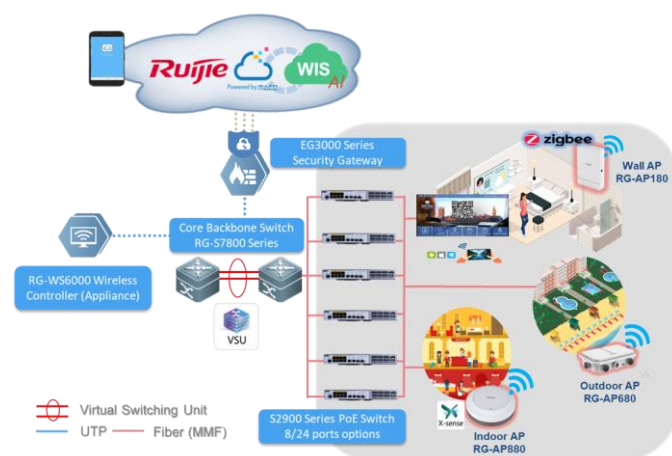 Ruijie
Powered by MACC
WIS
AI
EG3000 Series
Security Gateway
zigbee
Wall AP
RG-AP180
Core Backbone Switch
RG-S7800 Series
RG-WS6000 Wireless
Controller (Appliance)
VSU
Outdoor AP
RG-AP680
X-sense
Indoor AP
RG-AP880
S2900 Series PoE Switch
8/24 ports options
Virtual Switching Unit
UTP
Fiber (MMF)